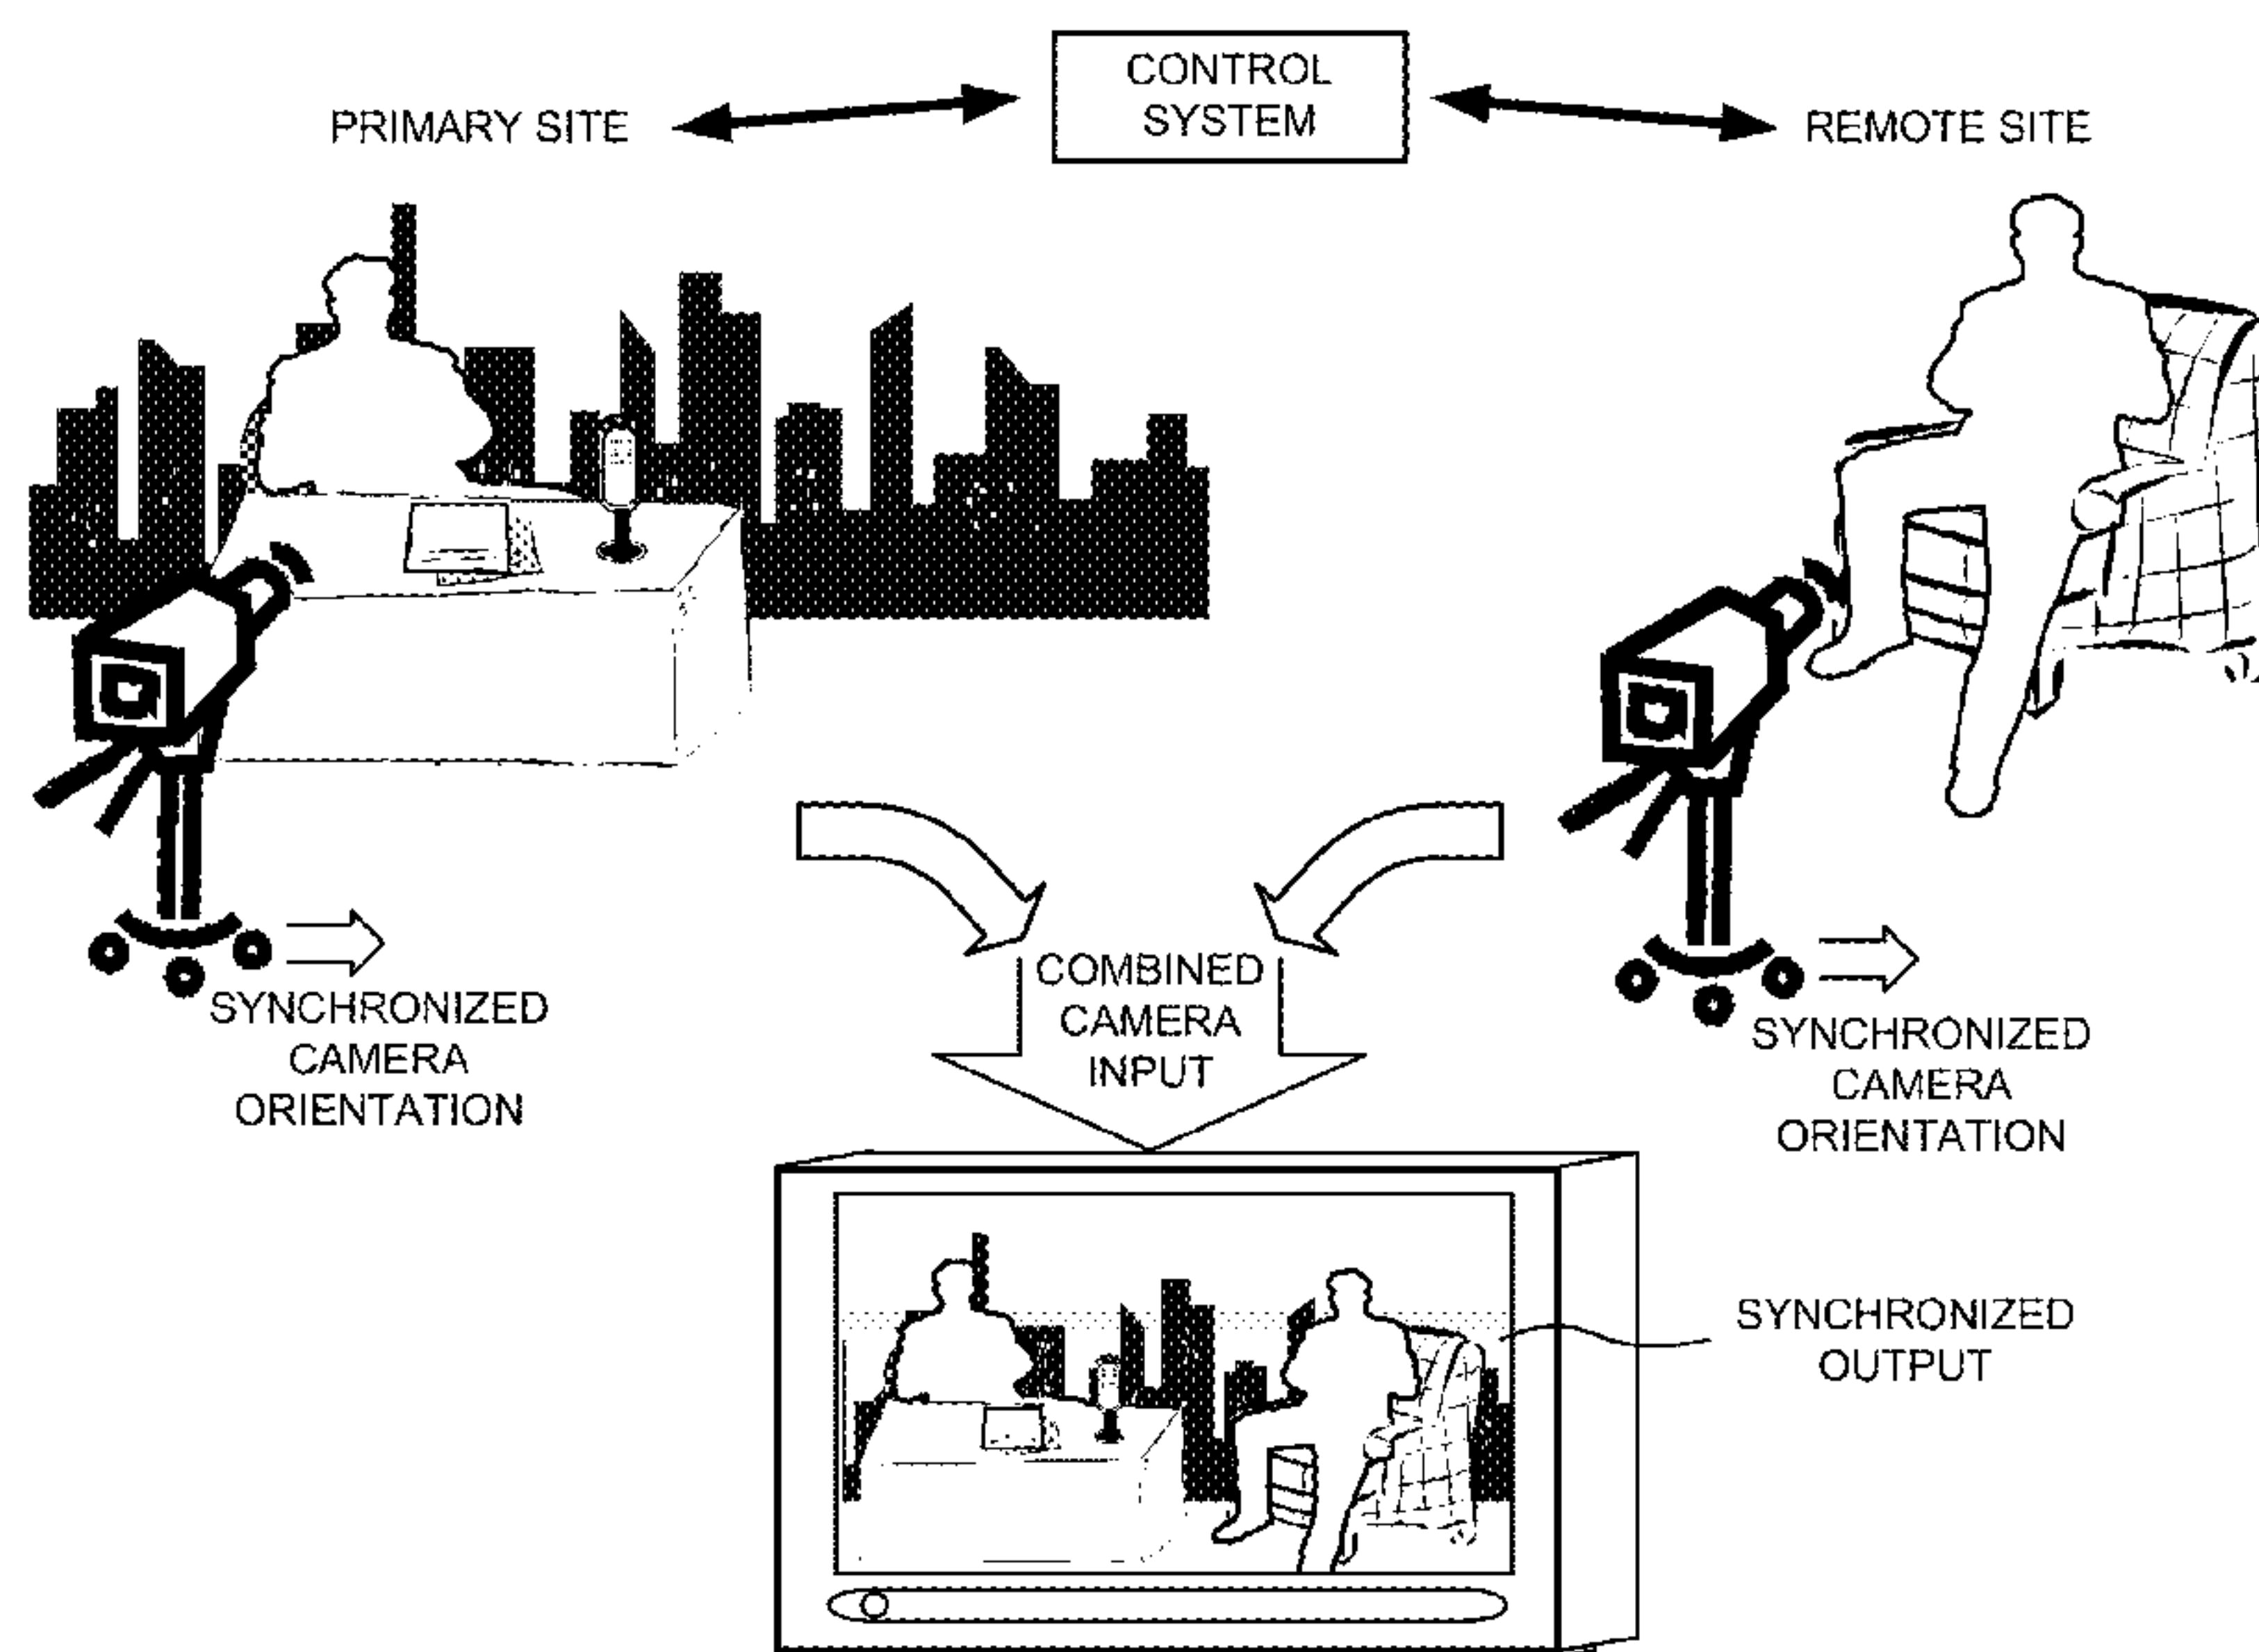 CONTROL
SYSTEM
PRIMARY SITE
REMOTE SITE
SYNCHRONIZED
CAMERA
ORIENTATION
COMBINED
CAMERA
INPUT
SYNCHRONIZED
CAMERA
ORIENTATION
SYNCHRONIZED
OUTPUT